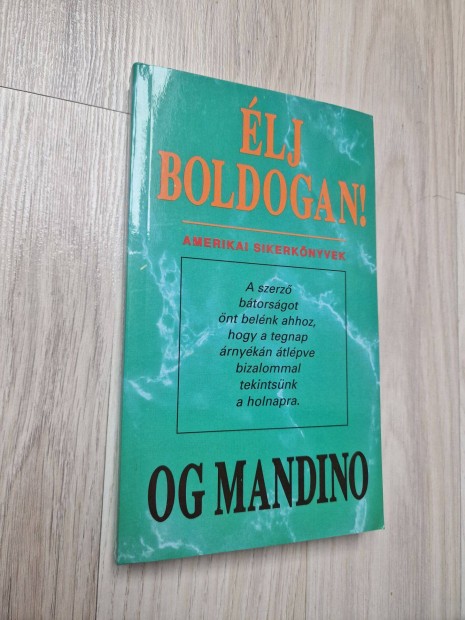 ÉLJ
BOLDOGAN!
AMERIKAI SIKERKÖNYVEK
A szerző
bátorságot
önt belénk ahhoz,
hogy a tegnap
árnyékán átlépve
bizalommal
tekintsünk
a holnapra.
OG MANDINO